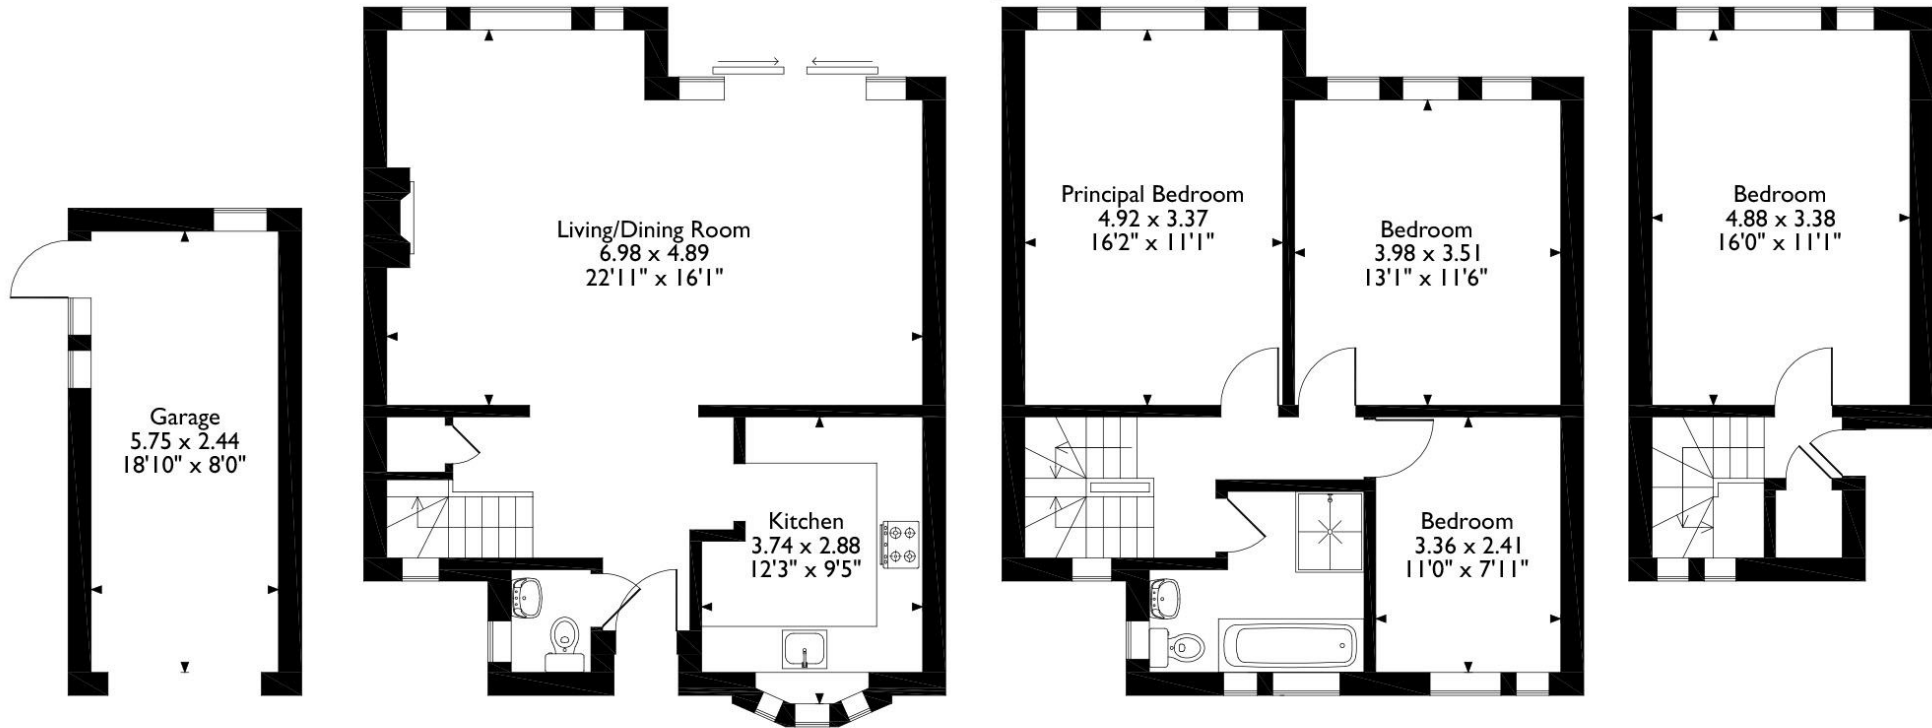 Garage
5.75 x 2.44
18'10" x 8'0"
Living/Dining Room
6.98 x 4.89
22'11" x 16'1"
Kitchen
3.74 x 2.88
12'3" x 9'5"
Principal Bedroom
4.92 x 3.37
16'2" x 11'1"
Bedroom
3.98 x 3.51
13'1" x 11'6"
Bedroom
3.36 x 2.41
11'0" x 7'11"
Bedroom
4.88 x 3.38
16'0" x 11'1"